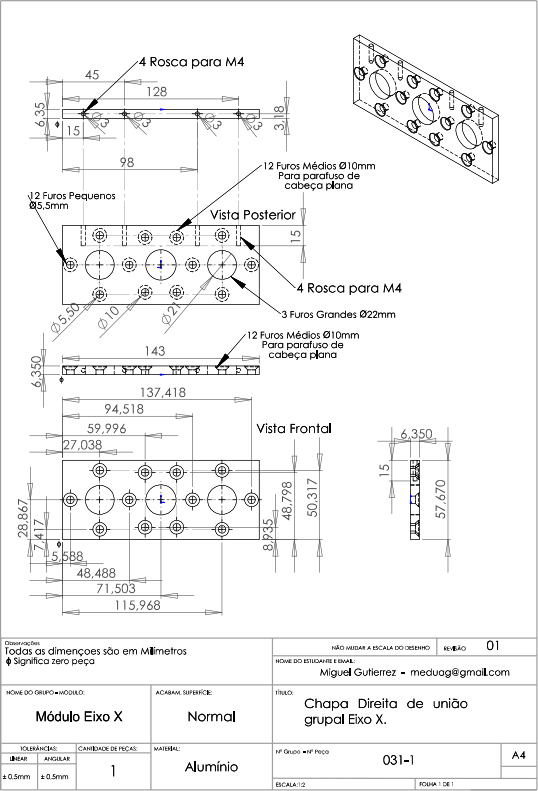 4 Rosca para M4
45
128
6,35
15
3
3
3
3
3,18
98
12 Furos Médios Ø10mm
Para parafuso de
cabeça plana
12 Furos Pequenos
Ø5,5mm
Vista Posterior
15
4 Rosca para M4
Ø5,50
Ø10
Ø21
3 Furos Grandes Ø22mm
12 Furos Médios Ø10mm
Para parafuso de
cabeça plana
143
6,350
137,418
94,518
59,996
27,038
Vista Frontal
6,350
15
28,867
7,417
8,935
48,798
50,317
57,670
5,588
48,488
71,503
115,968
Observações
Todas as dimençoes são em Milimetros
ϕ Significa zero peça
NÃO MUDAR A ESCALA DO DESENHO
REVISÃO 01
NOME DO ESTUDANTE E EMAIL:
Miguel Gutierrez - meduag@gmail.com
NOME DO GRUPO - MÓDULO:
Módulo Eixo X
ACABAM. SUPERFÍCIE:
Normal
TÍTULO:
Chapa Direita de união
grupal Eixo X.
TOLERÂNCIAS:
LINEAR ANGULAR
± 0,5mm ± 0,5mm
CANTIDADE DE PEÇAS:
1
MATERIAL:
Alumínio
Nº Grupo - Nº Peça
031-1
A4
ESCALA:1:2
FOLHA 1 DE 1